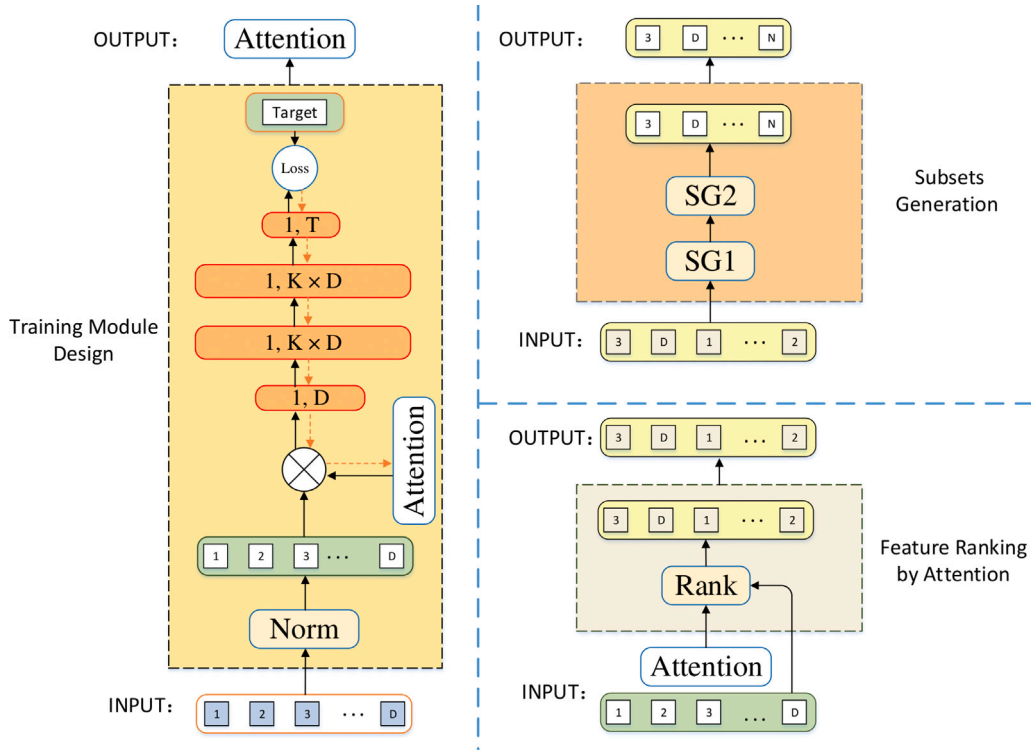 OUTPUT:
Attention
Target
Loss
1, T
1, K × D
1, K × D
1, D
Attention
1 2 3 ... D
Norm
INPUT:
1 2 3 ... D
Training Module
Design
OUTPUT:
3 D ... N
3 D ... N
SG2
SG1
INPUT:
3 D 1 ... 2
Subsets
Generation
OUTPUT:
3 D 1 ... 2
3 D 1 ... 2
Rank
Attention
INPUT:
1 2 3 ... D
Feature Ranking
by Attention